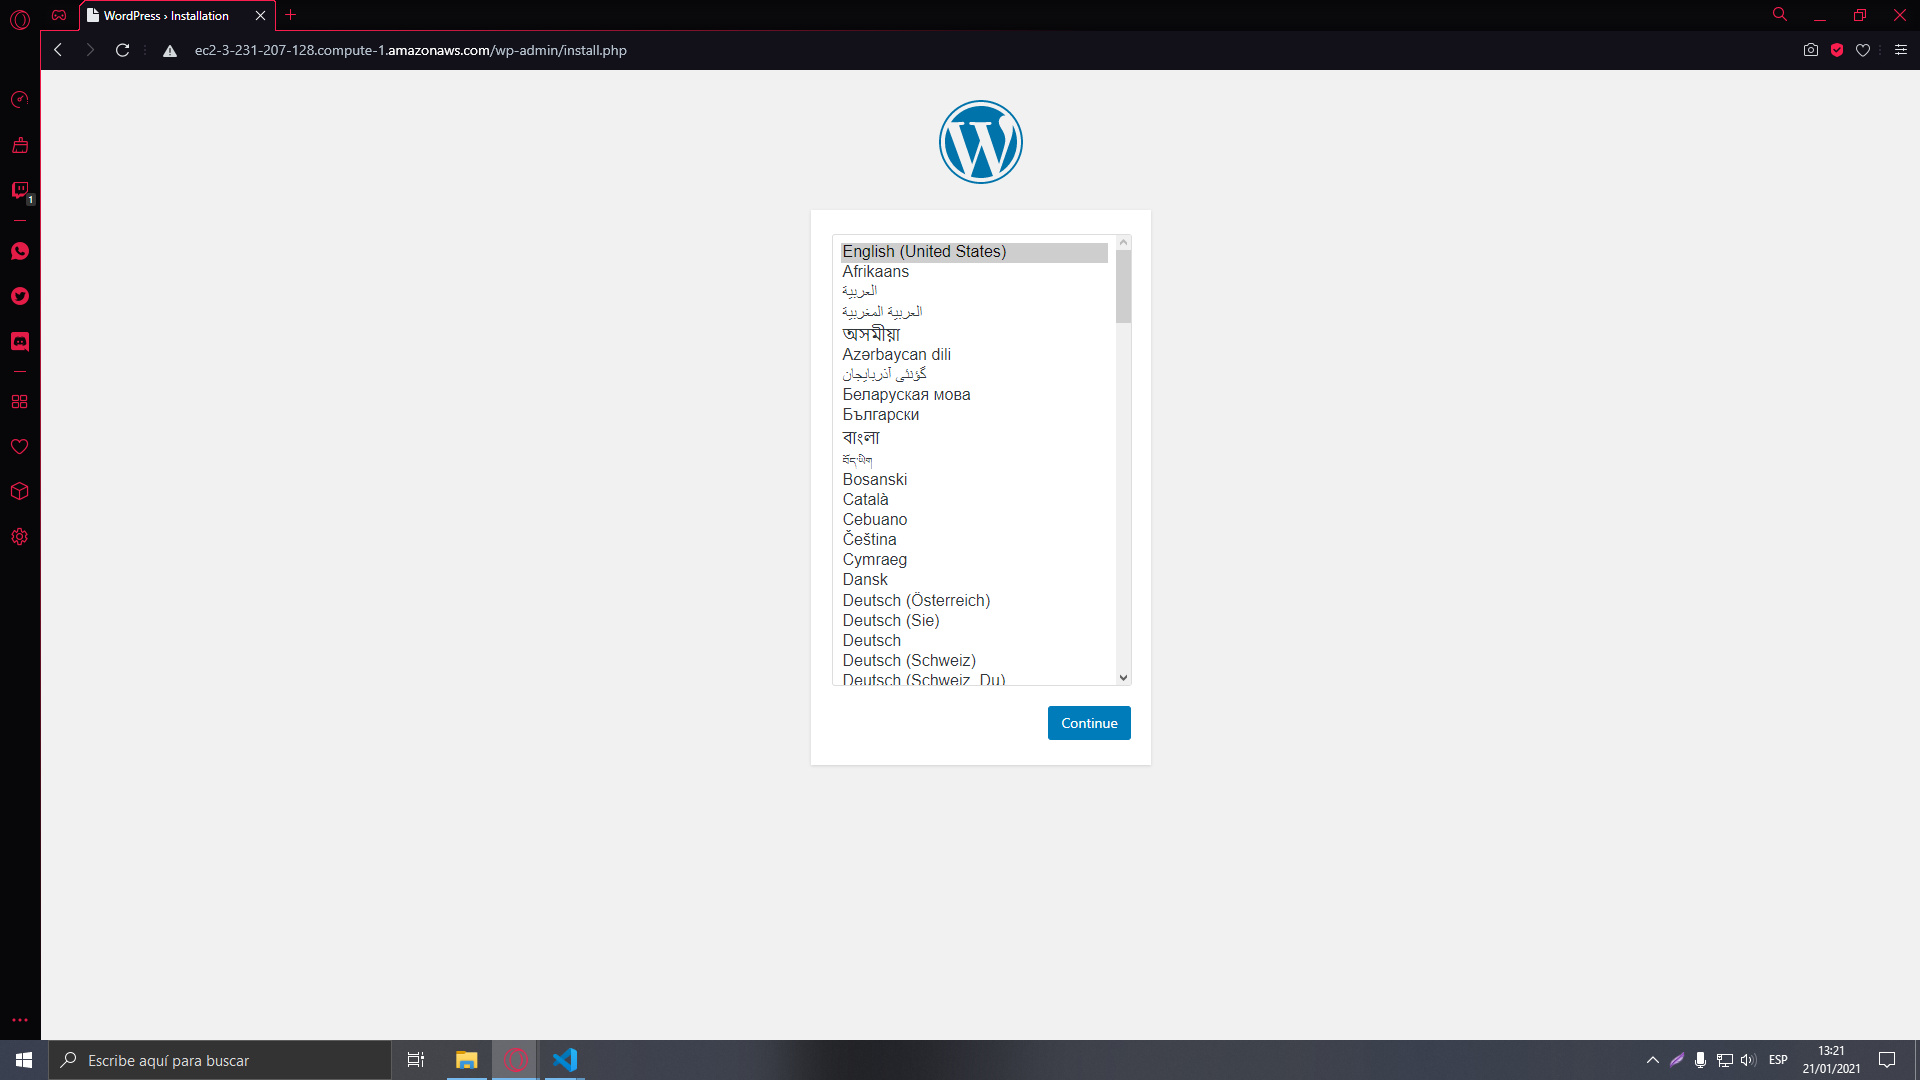 WordPress › Installation
ec2-3-231-207-128.compute-1.amazonaws.com/wp-admin/install.php
1
English (United States)
Afrikaans
العربية
العربية المغربية
অসমীয়া
Azərbaycan dili
گؤنئی آذربایجان
Беларуская мова
Български
বাংলা
བོད་ཡིག
Bosanski
Català
Cebuano
Čeština
Cymraeg
Dansk
Deutsch (Österreich)
Deutsch (Sie)
Deutsch
Deutsch (Schweiz)
Deutsch (Schweiz, Du)
Continue
Escribe aquí para buscar
ESP
13:21
21/01/2021